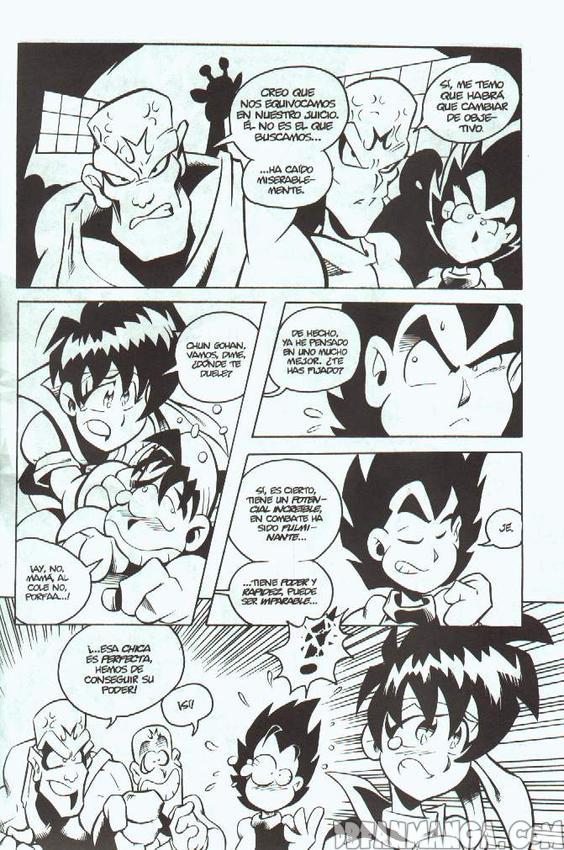 CREO QUE
NOS EQUIVOCAMOS
EN NUESTRO JUICIO.
ÉL NO ES EL QUE
BUSCAMOS...
...HA CAÍDO
MISERABLE-
MENTE.
SÍ, ME TEMO
QUE HABRÁ
QUE CAMBIAR
DE OBJE-
TIVO.
CHUN GOHAN,
VAMOS, DIME,
¿DÓNDE TE
DUELE?
¡AY, NO,
MAMÁ, AL
COLE NO,
PORFAA...!
DE HECHO,
YA HE PENSADO
EN UNO MUCHO
MEJOR. ¿TE
HAS FIJADO?
SÍ, ES CIERTO,
TIENE UN POTEN-
CIAL INCREÍBLE,
EN COMBATE HA
SIDO FULMI-
NANTE...
...TIENE PODER Y
RAPIDEZ, PUEDE
SER IMPARABLE...
JE.
¡...ESA CHICA
ES PERFECTA,
HEMOS DE
CONSEGUIR SU
PODER!
¡SÍ!
DBFANMANGA.COM